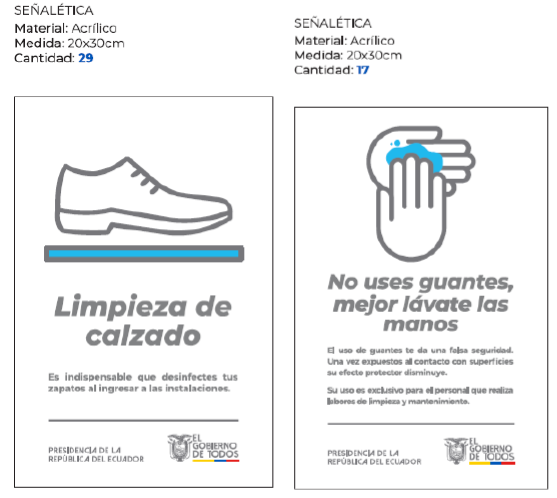 SEÑALÉTICA
Material: Acrílico
Medida: 20x30cm
Cantidad: 29
Limpieza de
calzado
Es indispensable que desinfectes tus
zapatos al ingresar a las instalaciones.
PRESIDENCIA DE LA
REPÚBLICA DEL ECUADOR
EL
GOBIERNO
DE TODOS
SEÑALÉTICA
Material: Acrílico
Medida: 20x30cm
Cantidad: 17
No uses guantes,
mejor lávate las
manos
El uso de guantes te da una falsa seguridad.
Una vez expuestos al contacto con superficies
su efecto protector disminuye.
Su uso es exclusivo para el personal que realiza
labores de limpieza y mantenimiento.
PRESIDENCIA DE LA
REPÚBLICA DEL ECUADOR
EL
GOBIERNO
DE TODOS